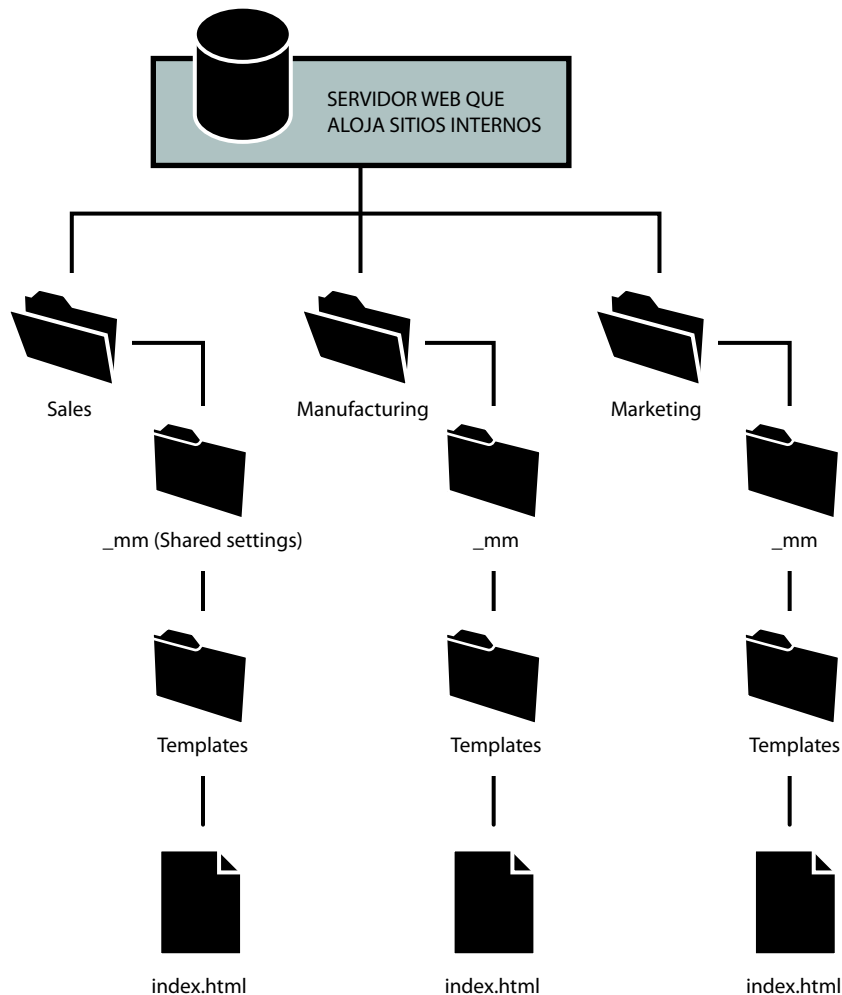 SERVIDOR WEB QUE
ALOJA SITIOS INTERNOS
Sales
Manufacturing
Marketing
_mm (Shared settings)
_mm
_mm
Templates
Templates
Templates
index.html
index.html
index.html